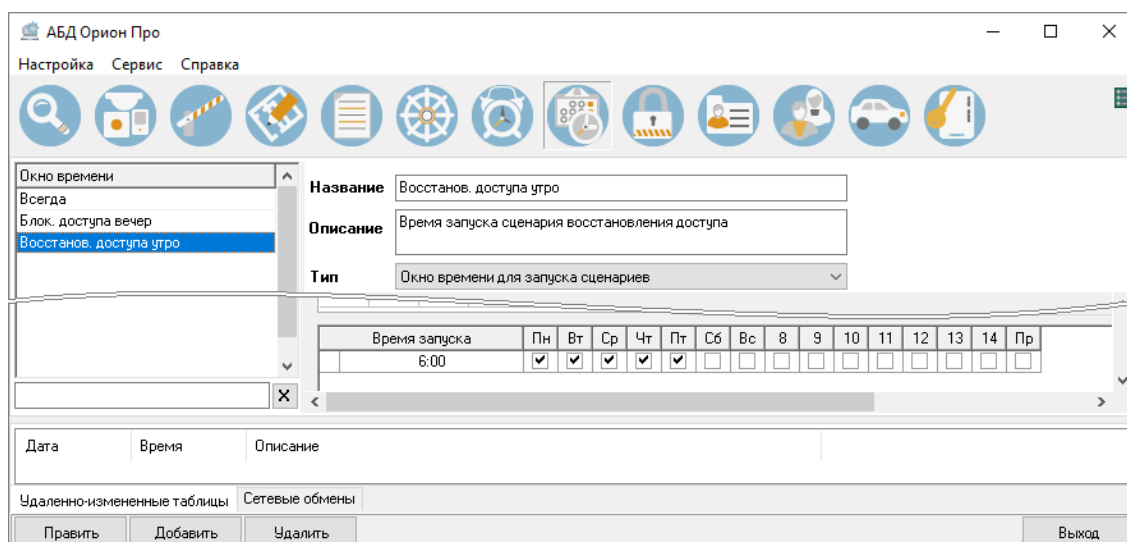 АБД Орион Про
Настройка Сервис Справка
Окно времени
Всегда
Блок. доступа вечер
Восстанов. доступа утро
Название Восстанов. доступа утро
Описание Время запуска сценария восстановления доступа
Тип Окно времени для запуска сценариев
Время запуска Пн Вт Ср Чт Пт Сб Вс 8 9 10 11 12 13 14 Пр
6:00
X
Дата Время Описание
Удаленно-измененные таблицы Сетевые обмены
Править Добавить Удалить Выход